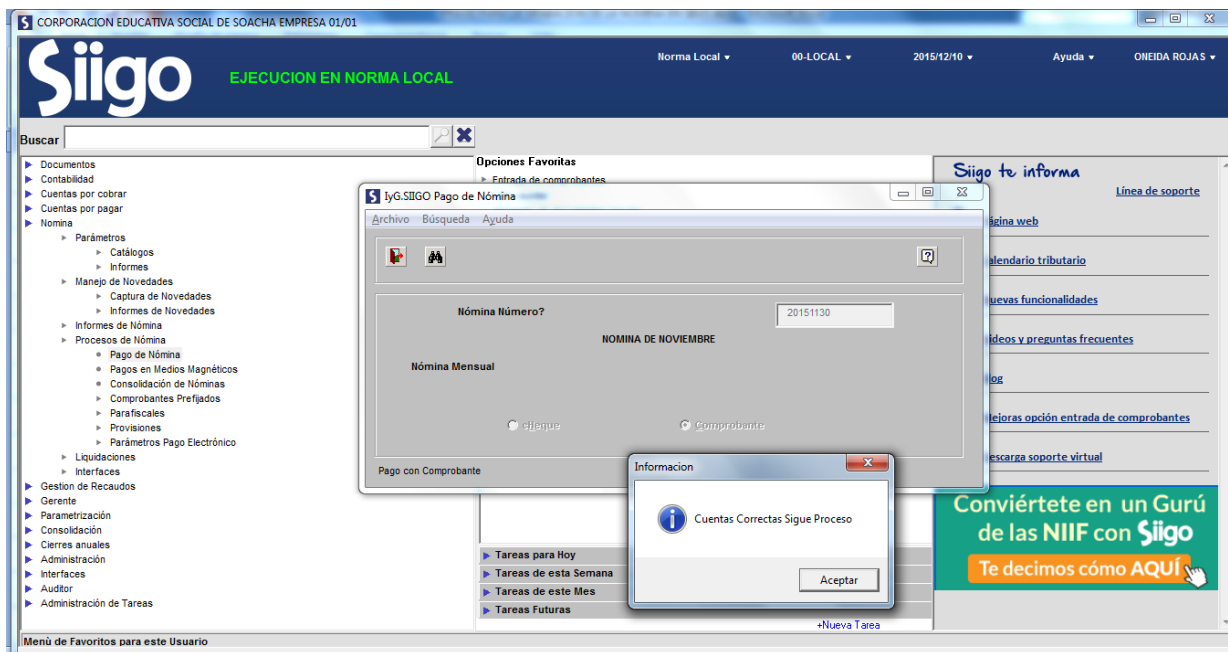 CORPORACION EDUCATIVA SOCIAL DE SOACHA EMPRESA 01/01
Siigo
EJECUCION EN NORMA LOCAL
Norma Local
00-LOCAL
2015/12/10
Ayuda
ONEIDA ROJAS
Buscar
Documentos
Contabilidad
Cuentas por cobrar
Cuentas por pagar
Nomina
Parámetros
Catálogos
Informes
Manejo de Novedades
Captura de Novedades
Informes de Novedades
Informes de Nómina
Procesos de Nómina
Pago de Nómina
Pagos en Medios Magnéticos
Consolidación de Nóminas
Comprobantes Prefijados
Parafiscales
Provisiones
Parámetros Pago Electrónico
Liquidaciones
Interfaces
Gestion de Recaudos
Gerente
Parametrización
Consolidación
Cierres anuales
Administración
Interfaces
Auditor
Administración de Tareas
Opciones Favoritas
Entrada de comprobantes
IyG.SIIGO Pago de Nómina
Archivo Búsqueda Ayuda
Nómina Número?
20151130
NOMINA DE NOVIEMBRE
Nómina Mensual
cHeque
Comprobante
Pago con Comprobante
Informacion
Cuentas Correctas Sigue Proceso
Aceptar
Tareas para Hoy
Tareas de esta Semana
Tareas de este Mes
Tareas Futuras
+Nueva Tarea
Siigo te informa
Línea de soporte
ágina web
alendario tributario
uevas funcionalidades
ideos y preguntas frecuentes
log
ejoras opción entrada de comprobantes
escarga soporte virtual
Conviértete en un Gurú
de las NIIF con Siigo
Te decimos cómo AQUÍ
Menù de Favoritos para este Usuario